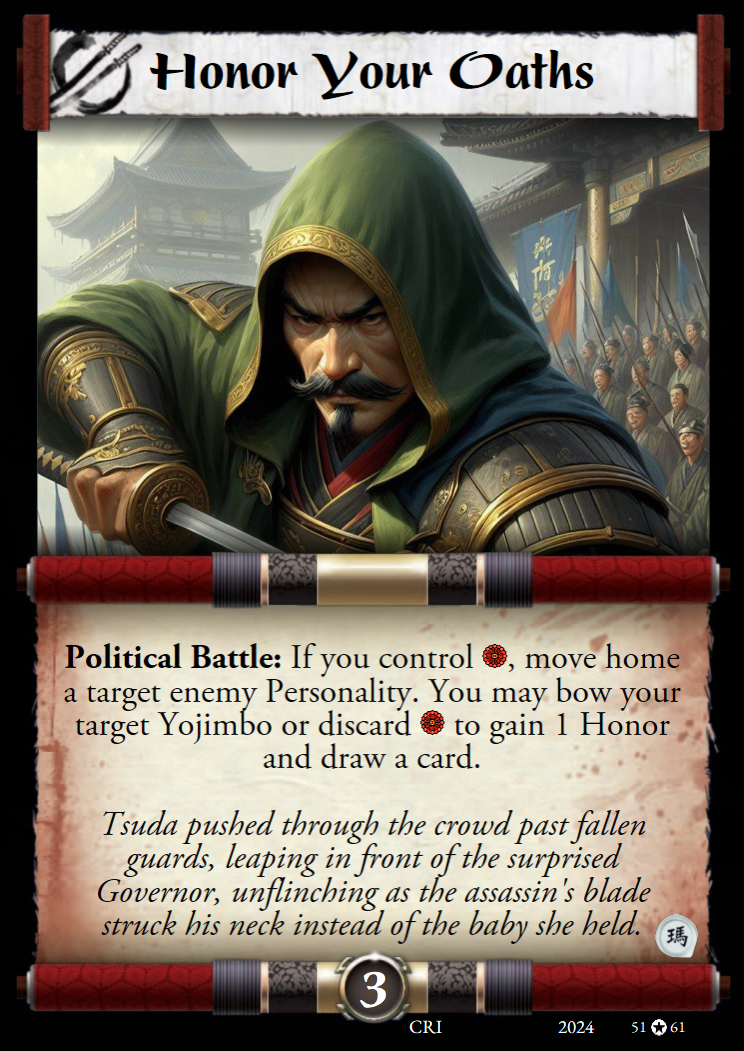 Honor Your Oaths
Political Battle: If you control , move home
a target enemy Personality. You may bow your
target Yojimbo or discard to gain 1 Honor
and draw a card.
Tsuda pushed through the crowd past fallen
guards, leaping in front of the surprised
Governor, unflinching as the assassin's blade
struck his neck instead of the baby she held.
瑪
3
CRI 2024 51 61